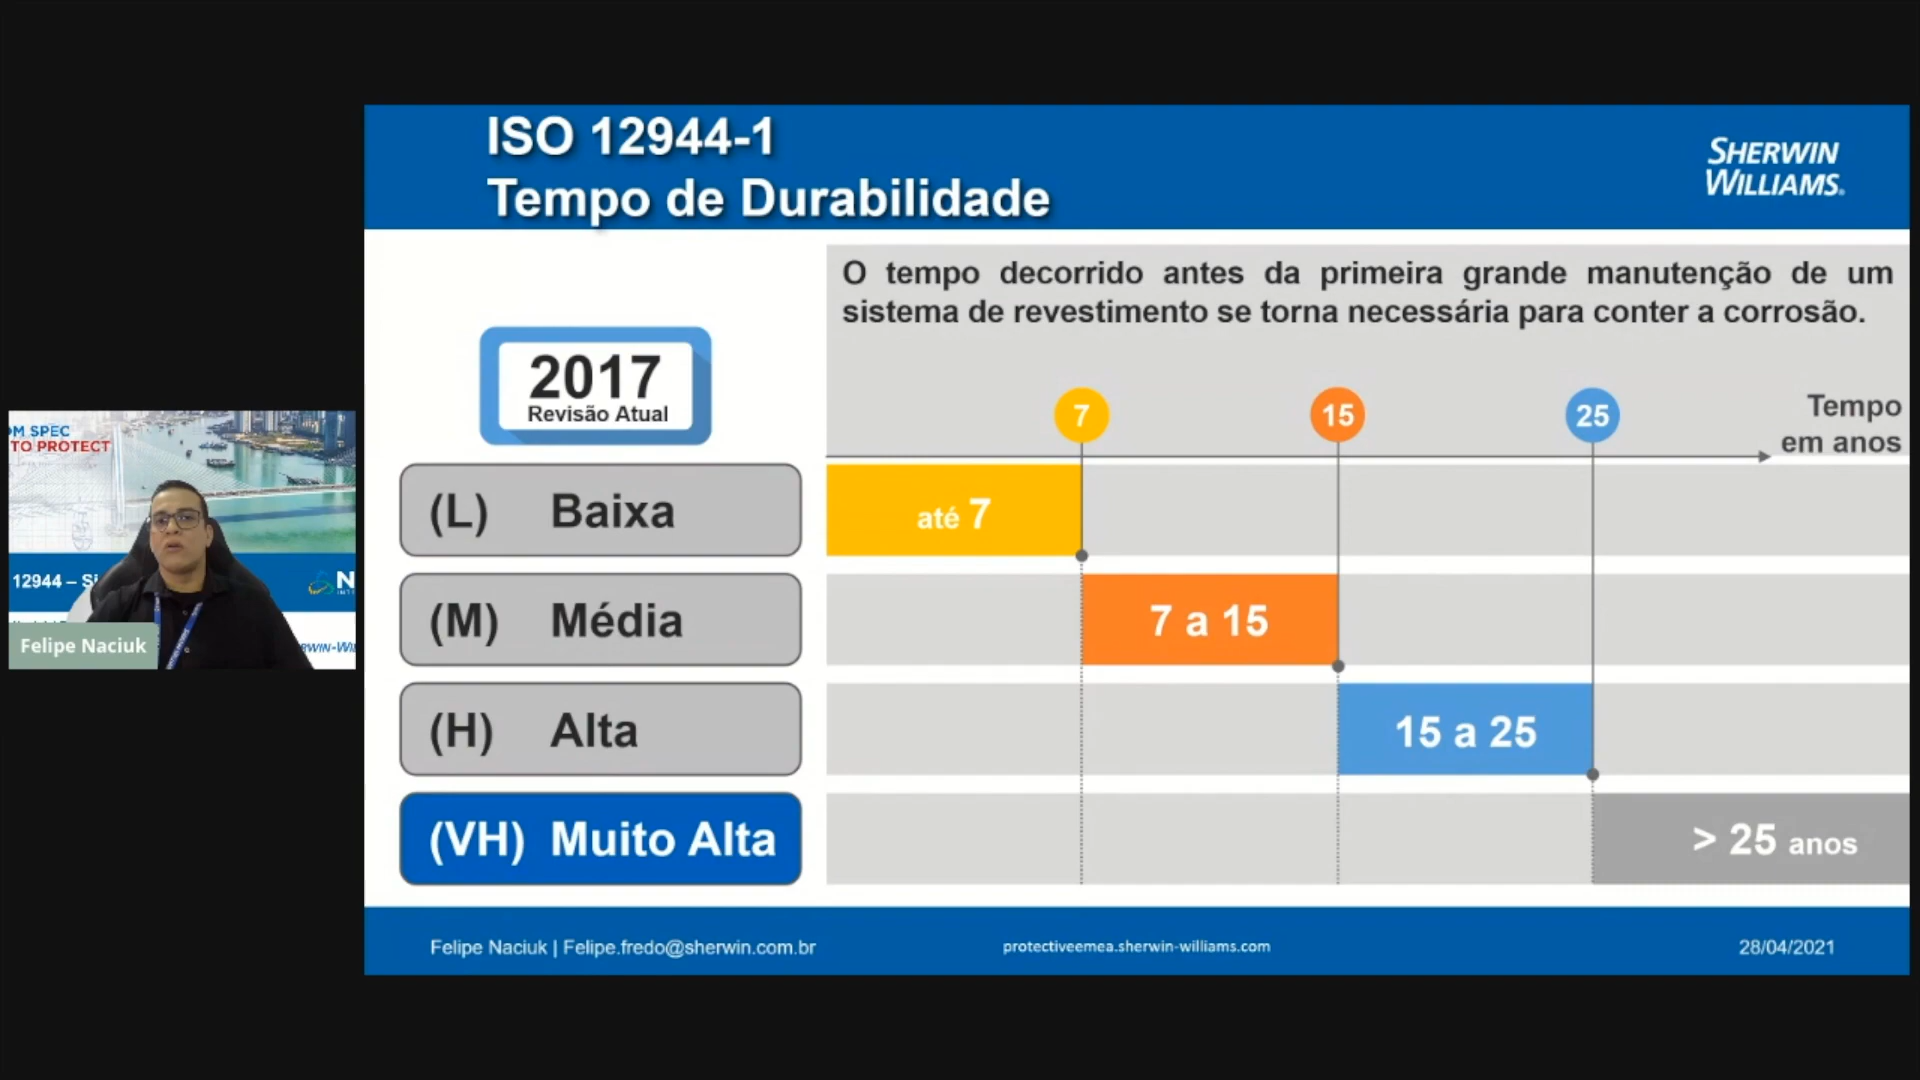 ISO 12944-1
Tempo de Durabilidade
SHERWIN
WILLIAMS.
O tempo decorrido antes da primeira grande manutenção de um
sistema de revestimento se torna necessária para conter a corrosão.
2017
Revisão Atual
7
15
25
Tempo
em anos
(L) Baixa
até 7
(M) Média
7 a 15
(H) Alta
15 a 25
(VH) Muito Alta
> 25 anos
Felipe Naciuk | Felipe.fredo@sherwin.com.br
protectiveemea.sherwin-williams.com
28/04/2021
M SPEC
TO PROTECT
12944 – Si
N
Felipe Naciuk
RWIN-WI